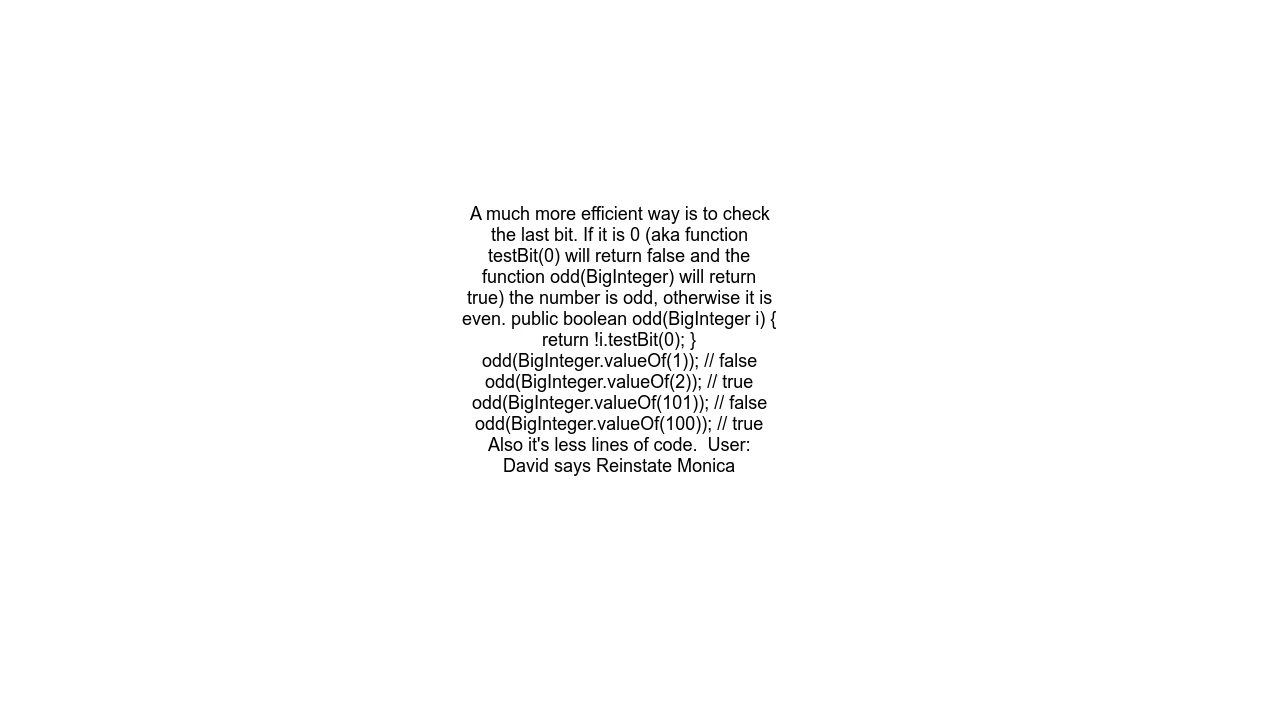 A much more efficient way is to check
the last bit. If it is 0 (aka function
testBit(0) will return false and the
function odd(BigInteger) will return
true) the number is odd, otherwise it is
even. public boolean odd(BigInteger i) {
return !i.testBit(0); }
odd(BigInteger.valueOf(1)); // false
odd(BigInteger.valueOf(2)); // true
odd(BigInteger.valueOf(101)); // false
odd(BigInteger.valueOf(100)); // true
Also it's less lines of code.  User:
David says Reinstate Monica